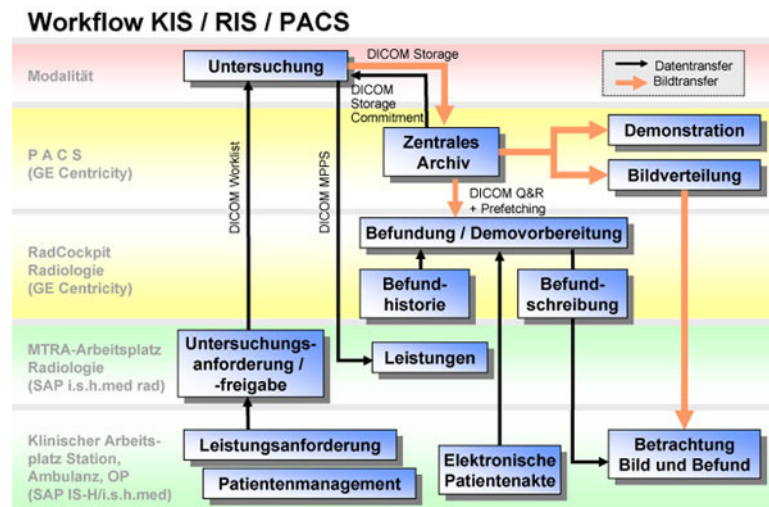 Workflow KIS / RIS / PACS
DICOM Storage
Datentransfer
Bildtransfer
Modalität
Untersuchung
DICOM
Storage
Commitment
P A C S
(GE Centricity)
DICOM Worklist
DICOM MPPS
Zentrales
Archiv
Demonstration
Bildverteilung
DICOM Q&R
+ Prefetching
RadCockpit
Radiologie
(GE Centricity)
Befundung / Demovorbereitung
Befund-
historie
Befund-
schreibung
MTRA-Arbeitsplatz
Radiologie
(SAP i.s.h.med rad)
Untersuchungs-
anforderung /
-freigabe
Leistungen
Klinischer Arbeits-
platz Station,
Ambulanz, OP
(SAP IS-H/i.s.h.med)
Leistungsanforderung
Patientenmanagement
Elektronische
Patientenakte
Betrachtung
Bild und Befund